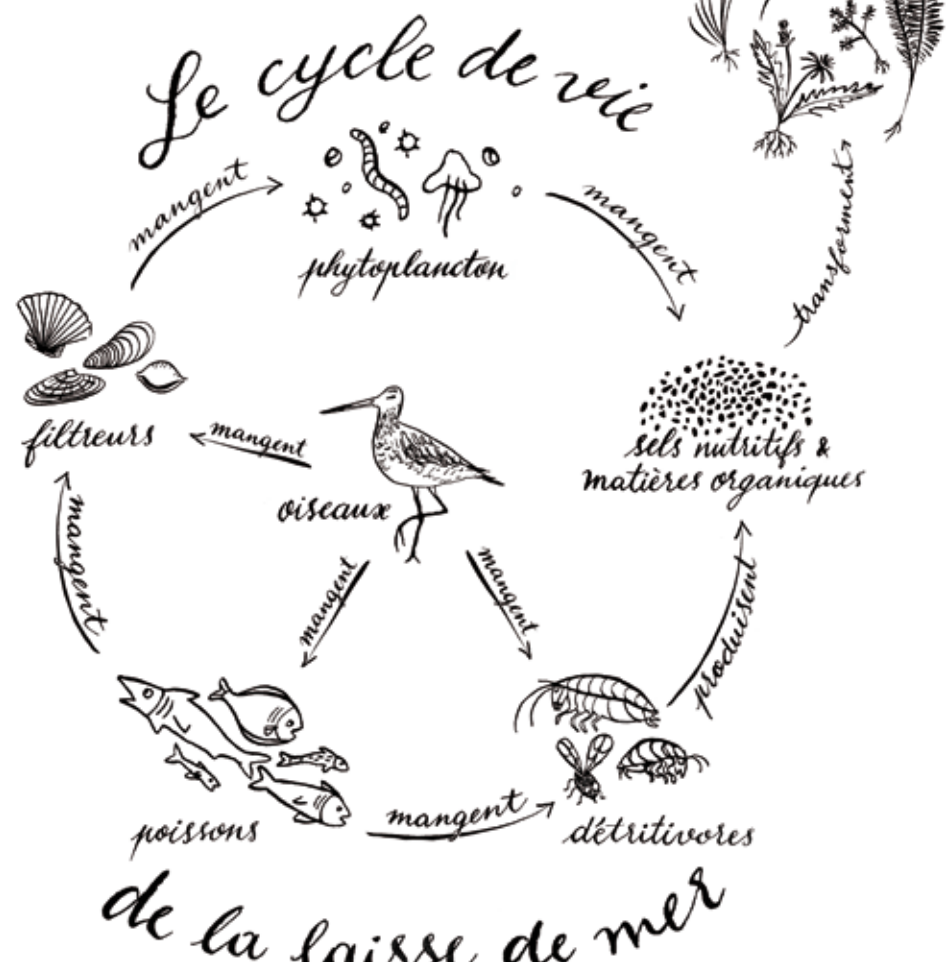 Le cycle de vie
mangent
mangent
phytoplancton
transforment
filtreurs
mangent
sels nutritifs &
matières organiques
oiseaux
mangent
mangent
mangent
produisent
poissons
mangent
détritivores
de la laisse de mer